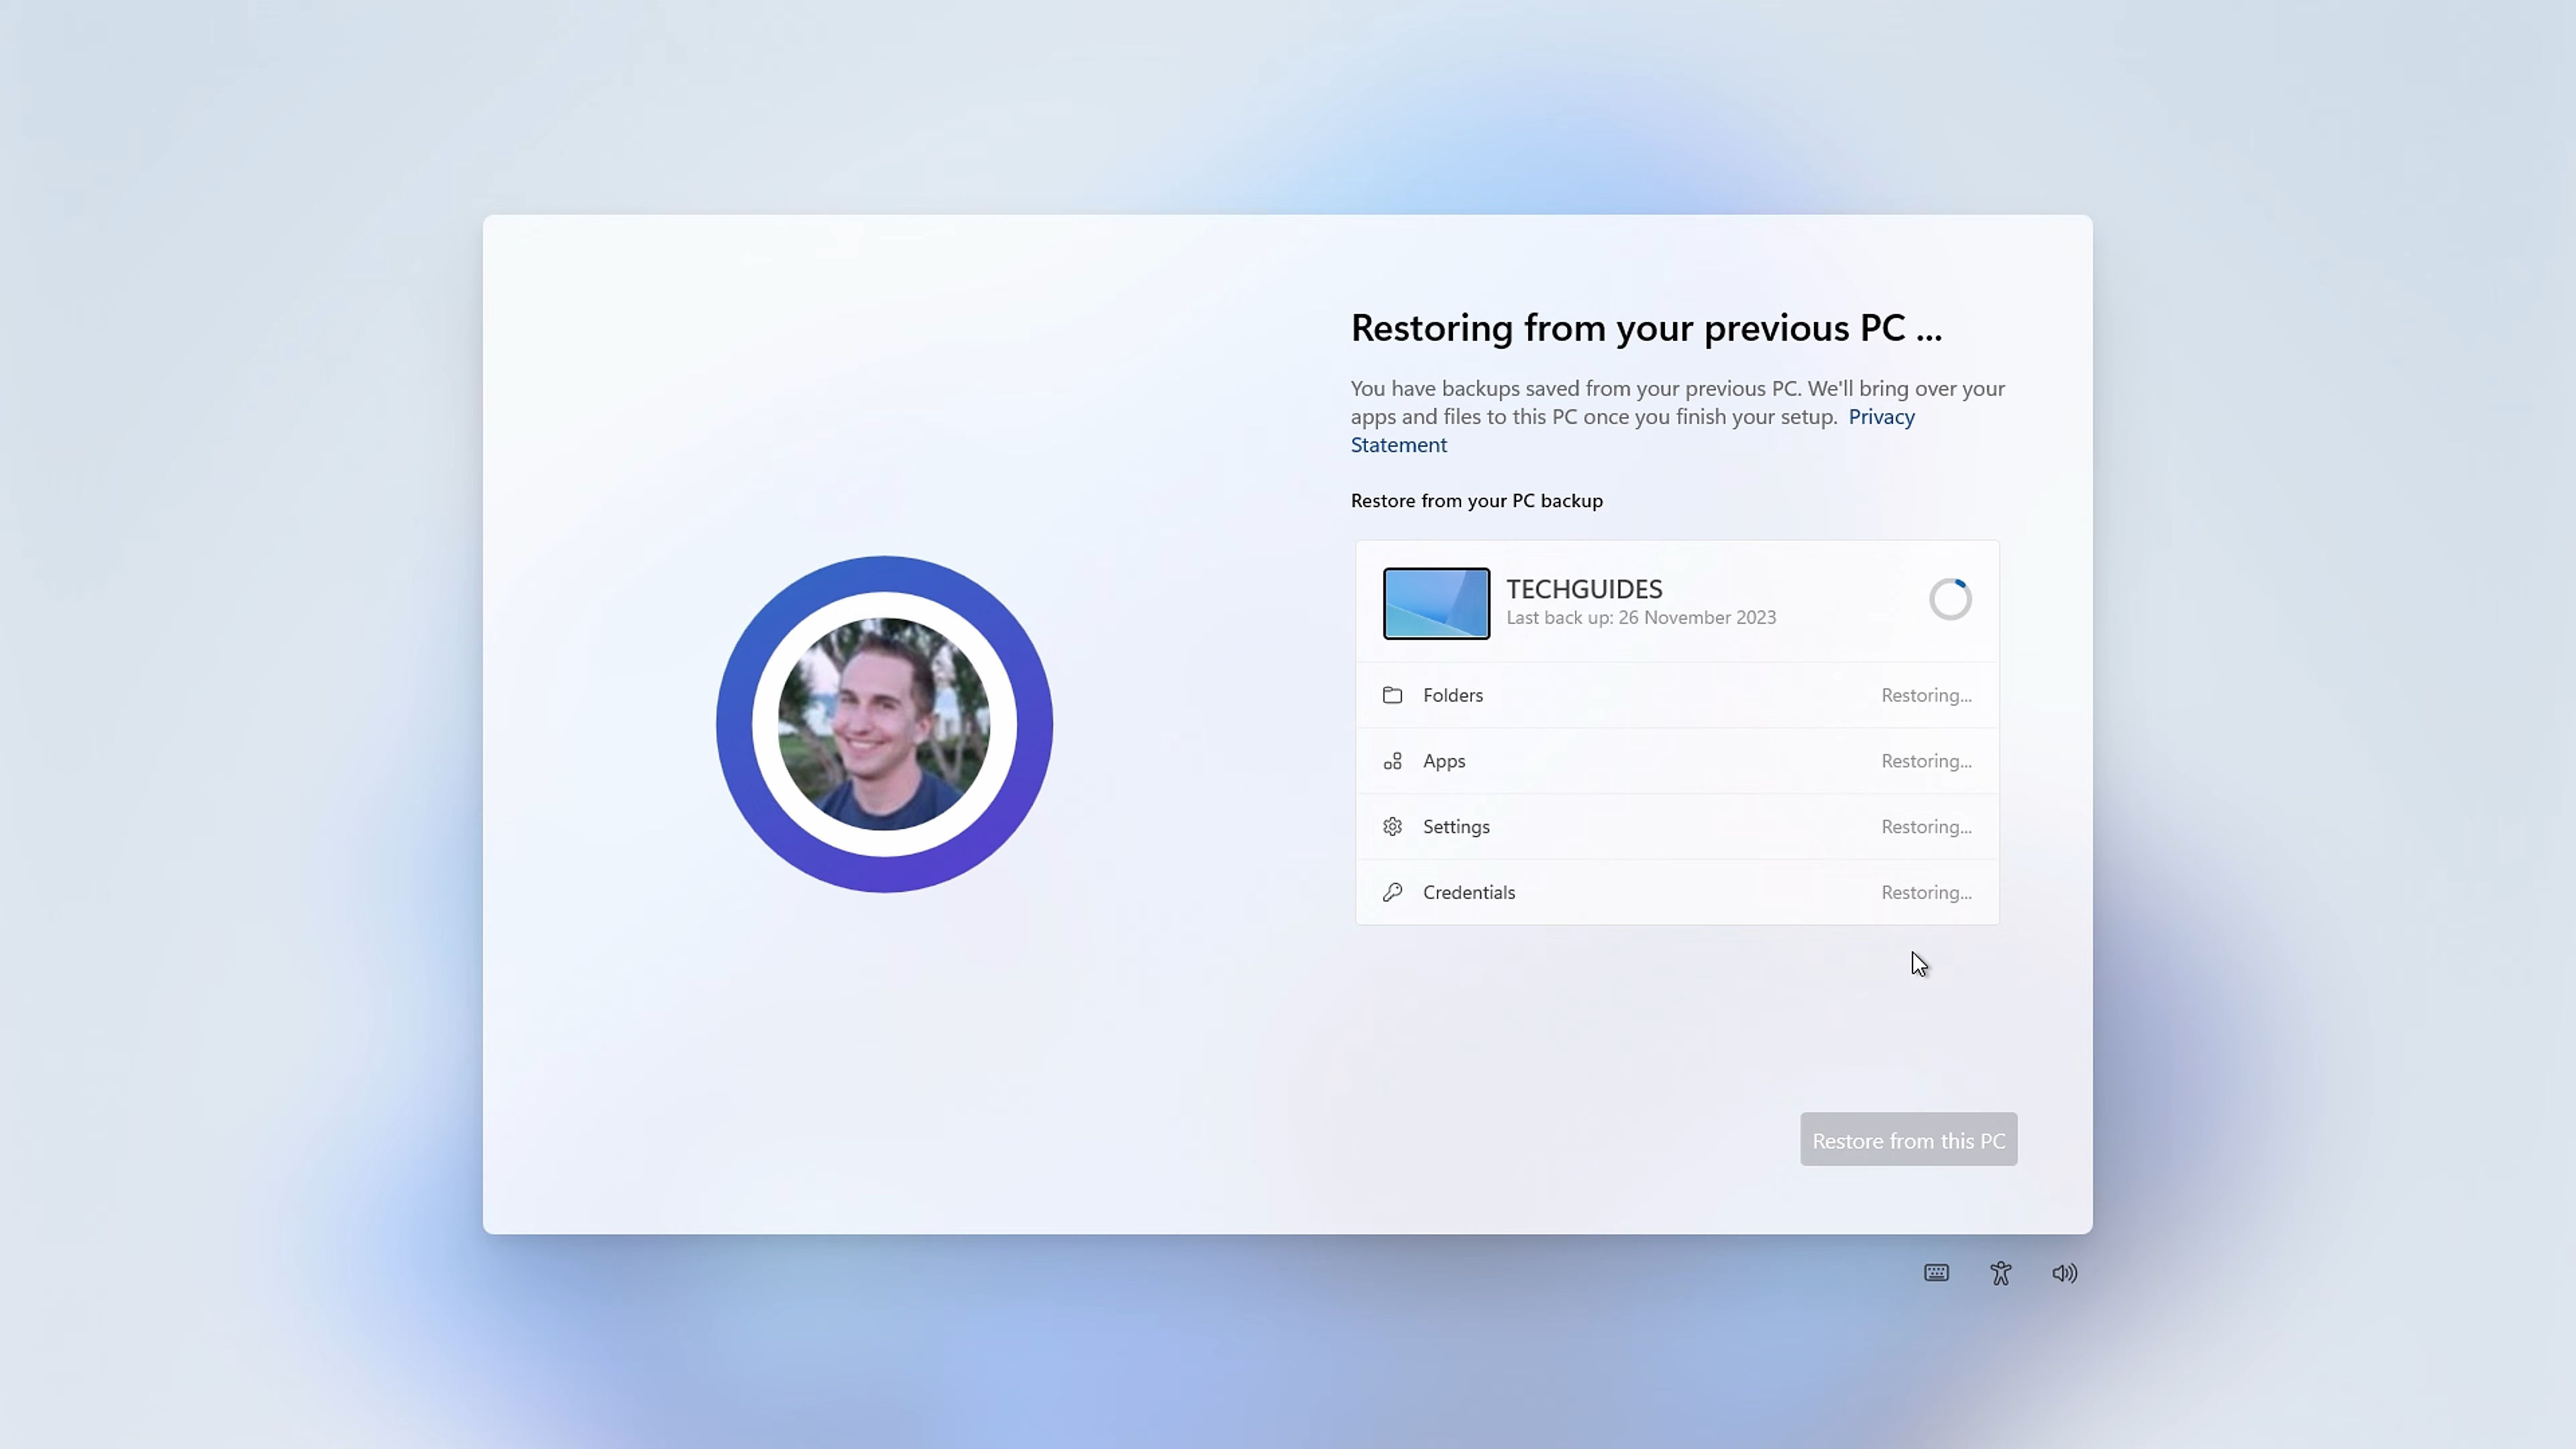 Restoring from your previous PC ...
You have backups saved from your previous PC. We'll bring over your
apps and files to this PC once you finish your setup. Privacy
Statement
Restore from your PC backup
TECHGUIDES
Last back up: 26 November 2023
Folders Restoring...
Apps Restoring...
Settings Restoring...
Credentials Restoring...
Restore from this PC